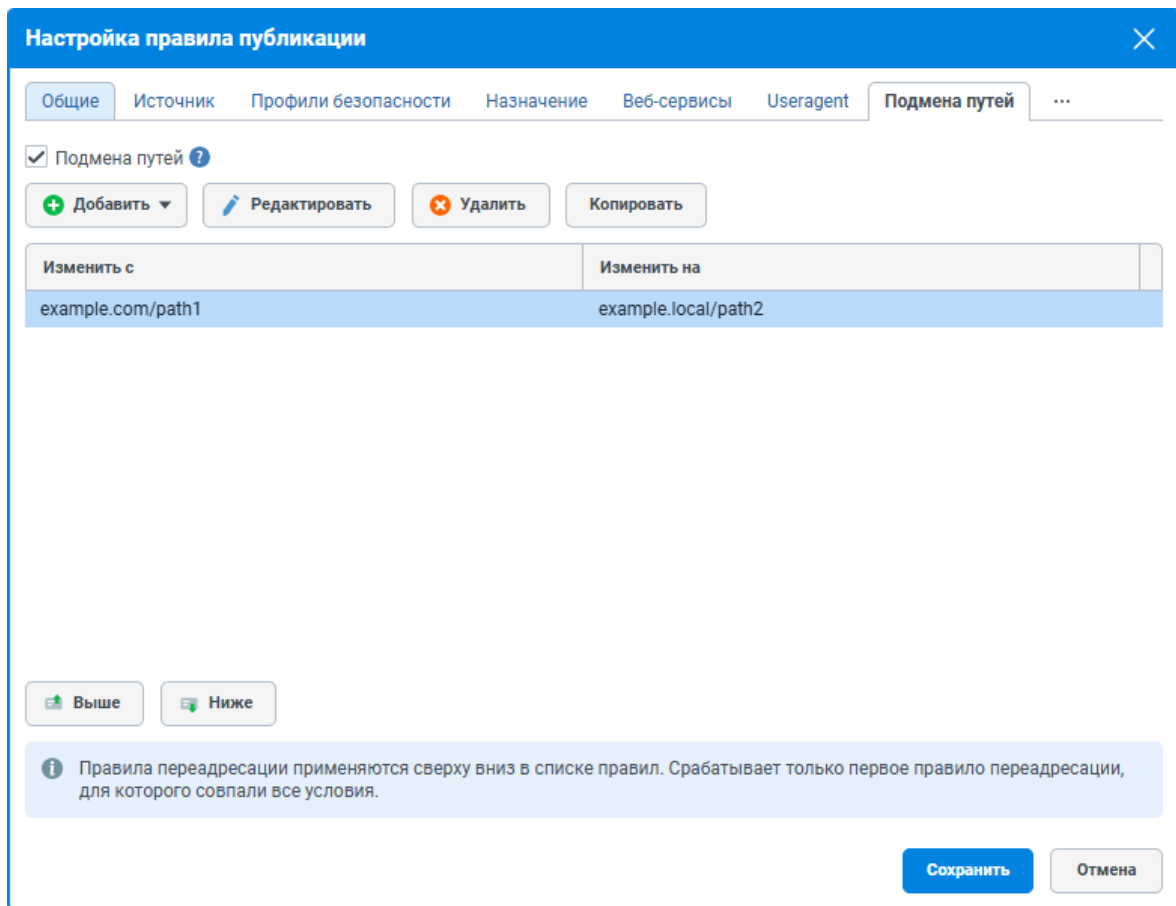 Настройка правила публикации
Общие Источник Профили безопасности Назначение Веб-сервисы Useragent Подмена путей ...
Подмена путей ?
Добавить Редактировать Удалить Копировать
Изменить с Изменить на
example.com/path1 example.local/path2
Выше Ниже
Правила переадресации применяются сверху вниз в списке правил. Срабатывает только первое правило переадресации,
для которого совпали все условия.
Сохранить Отмена